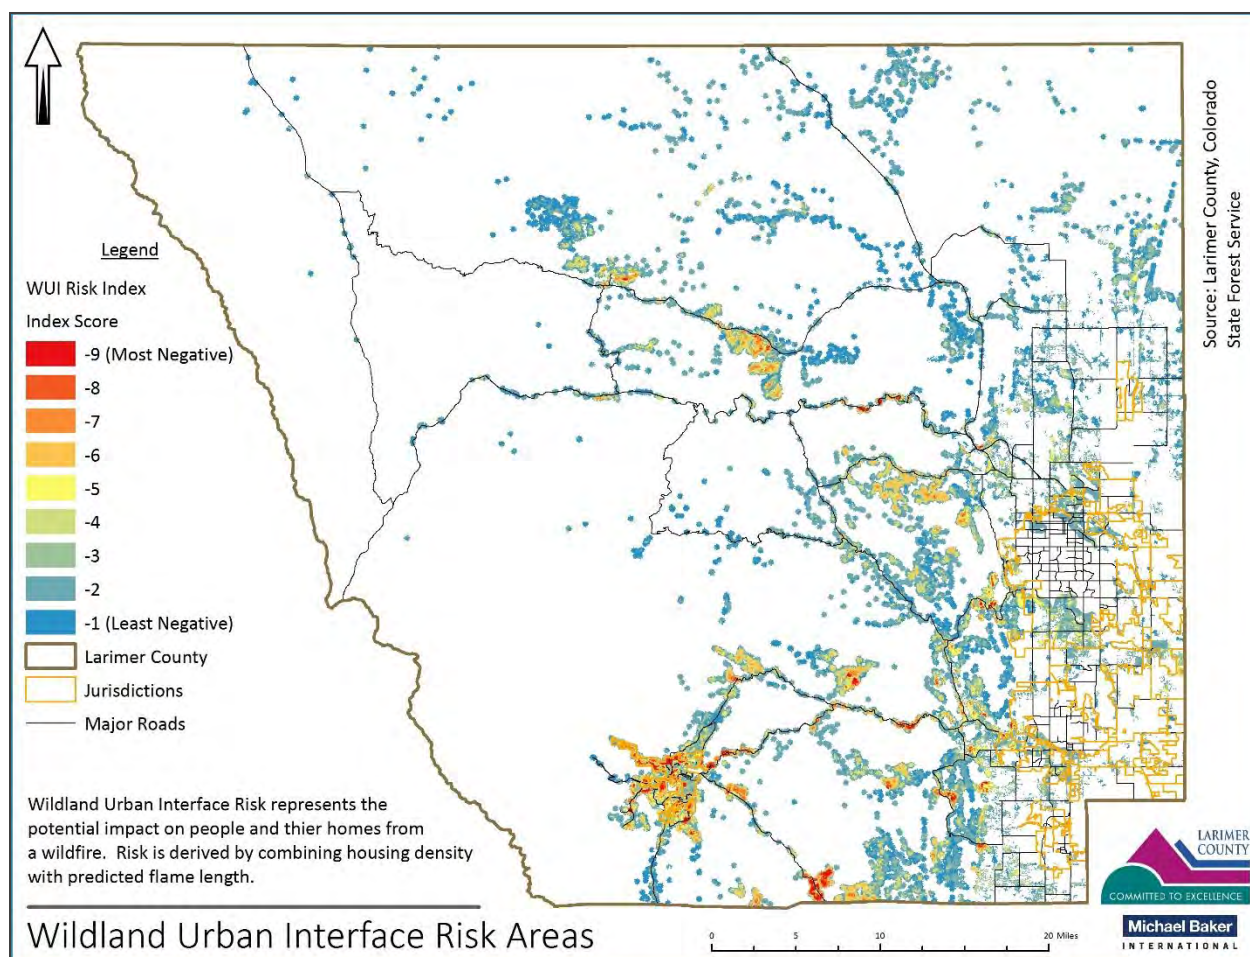 Source: Larimer County, Colorado
State Forest Service
Legend
WUI Risk Index
Index Score
-9 (Most Negative)
-8
-7
-6
-5
-4
-3
-2
-1 (Least Negative)
Larimer County
Jurisdictions
Major Roads
Wildland Urban Interface Risk represents the
potential impact on people and thier homes from
a wildfire. Risk is derived by combining housing density
with predicted flame length.
Wildland Urban Interface Risk Areas
0 5 10 20 Miles
LARIMER
COUNTY
COMMITTED TO EXCELLENCE
Michael Baker
INTERNATIONAL